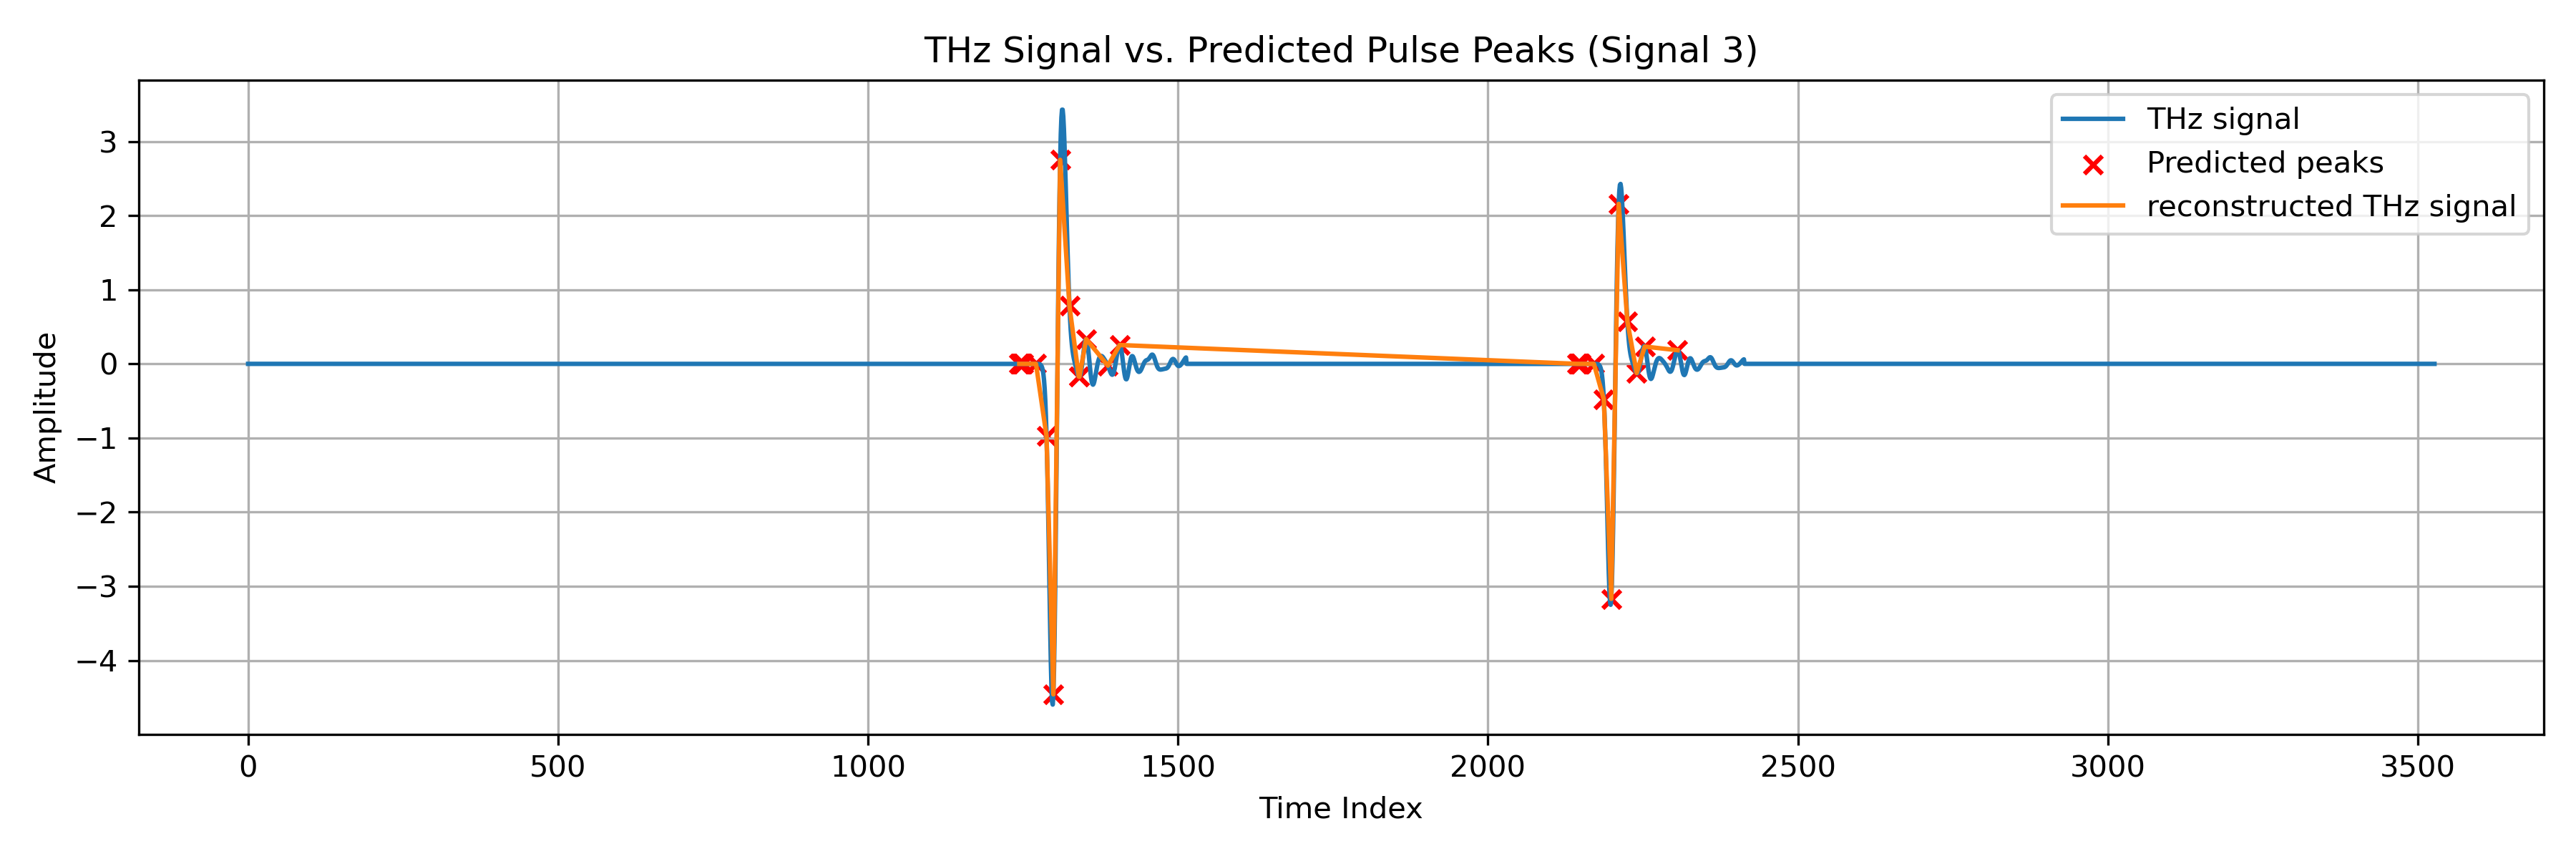 THz Signal vs. Predicted Pulse Peaks (Signal 3)
THz signal
Predicted peaks
reconstructed THz signal
Amplitude
3
2
1
0
−1
−2
−3
−4
0 500 1000 1500 2000 2500 3000 3500
Time Index